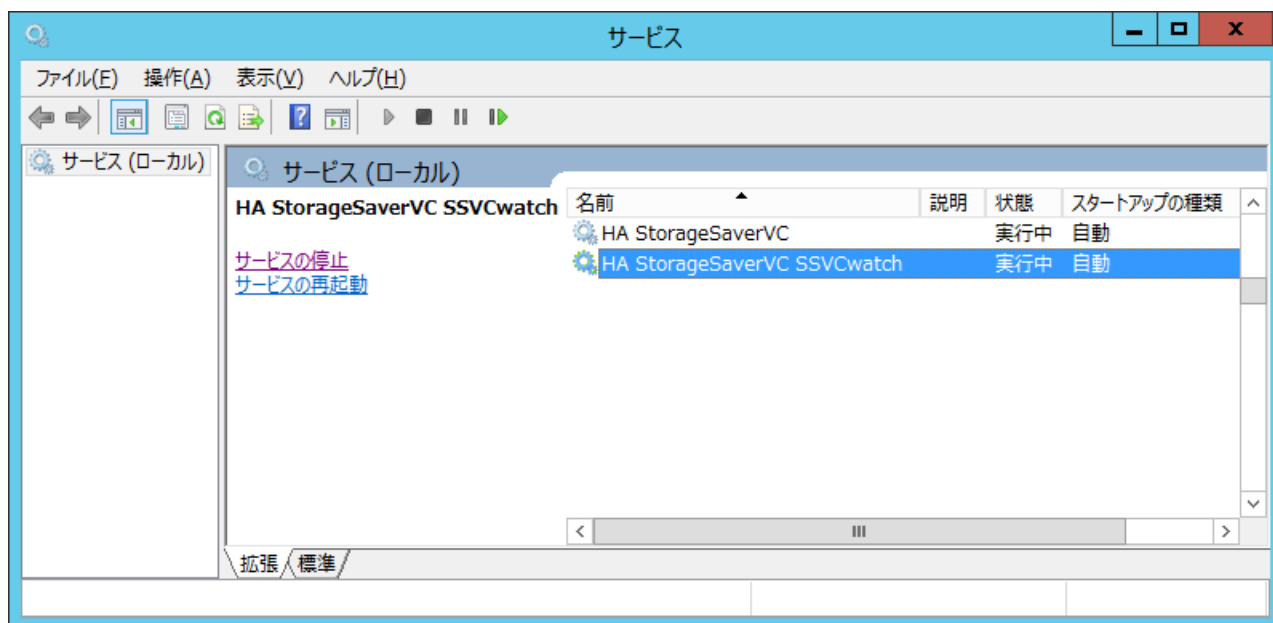 サービス
ファイル(F) 操作(A) 表示(V) ヘルプ(H)
サービス (ローカル)
サービス (ローカル)
HA StorageSaverVC SSVCwatch
サービスの停止
サービスの再起動
名前 説明 状態 スタートアップの種類
HA StorageSaverVC 実行中 自動
HA StorageSaverVC SSVCwatch 実行中 自動
拡張 標準